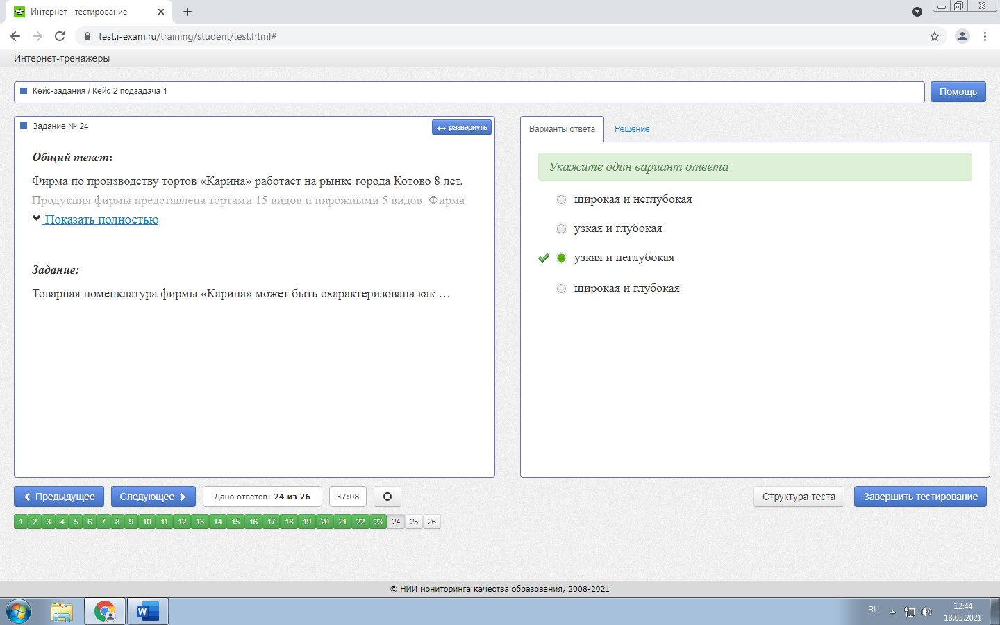 Интернет - тестирование
test.i-exam.ru/training/student/test.html#
Интернет-тренажеры
Кейс-задания / Кейс 2 подзадача 1
Помощь
Задание № 24
развернуть
Общий текст:
Фирма по производству тортов «Карина» работает на рынке города Котово 8 лет.
Продукция фирмы представлена тортами 15 видов и пирожными 5 видов. Фирма
Показать полностью
Задание:
Товарная номенклатура фирмы «Карина» может быть охарактеризована как …
Варианты ответа
Решение
Укажите один вариант ответа
широкая и неглубокая
узкая и глубокая
узкая и неглубокая
широкая и глубокая
Предыдущее
Следующее
Дано ответов: 24 из 26
37:08
Структура теста
Завершить тестирование
1 2 3 4 5 6 7 8 9 10 11 12 13 14 15 16 17 18 19 20 21 22 23 24 25 26
© НИИ мониторинга качества образования, 2008-2021
RU
12:44
18.05.2021